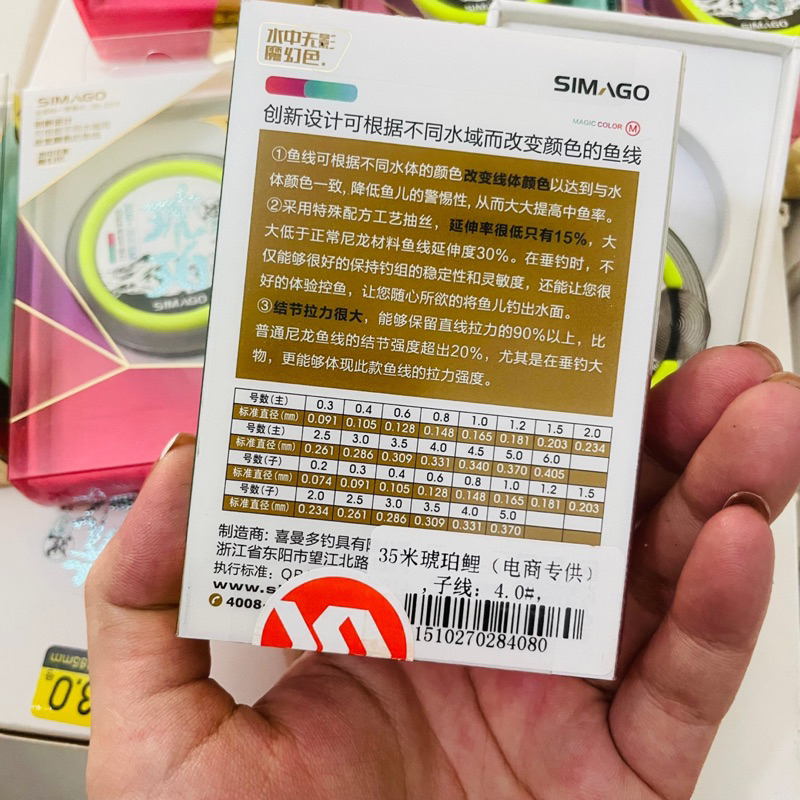 水中无影
魔幻色®
SIMAGO
MAGIC COLOR M
创新设计可根据不同水域而改变颜色的鱼线
①鱼线可根据不同水体的颜色改变线体颜色以达到与水
体颜色一致,降低鱼儿的警惕性,从而大大提高中鱼率。
②采用特殊配方工艺抽丝，延伸率很低只有15%，大
大低于正常尼龙材料鱼线延伸度30%。在垂钓时，不
仅能够很好的保持钓组的稳定性和灵敏度，还能让您很
好的体验控鱼，让您随心所欲的将鱼儿钓出水面。
③结节拉力很大，能够保留直线拉力的90%以上，比
普通尼龙鱼线的结节强度超出20%，尤其是在垂钓大
物，更能够体现此款鱼线的拉力强度。
号数(主) 0.3 0.4 0.6 0.8 1.0 1.2 1.5 2.0
标准直径(mm) 0.091 0.105 0.128 0.148 0.165 0.181 0.203 0.234
号数(主) 2.5 3.0 3.5 4.0 4.5 5.0 6.0
标准直径(mm) 0.261 0.286 0.309 0.331 0.340 0.370 0.405
号数(子) 0.2 0.3 0.4 0.6 0.8 1.0 1.2 1.5
标准直径(mm) 0.074 0.091 0.105 0.128 0.148 0.165 0.181 0.203
号数(子) 2.0 2.5 3.0 3.5 4.0 5.0
标准直径(mm) 0.234 0.261 0.286 0.309 0.331 0.370
制造商: 喜曼多钓具有
浙江省东阳市望江北路
执行标准: QB
www.s
4008
35米琥珀鲤（电商专供）
,子线: 4.0#,
1510270284080
SIMAGO
琥珀
SIMAGO
SIMAGO
SIMAGO
3.0